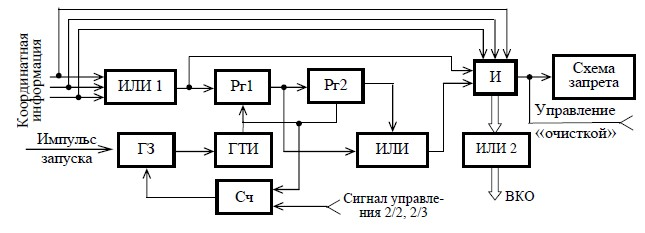 Координатная
информация
ИЛИ 1
Рг1
Рг2
И
Схема
запрета
Импульс
запуска
ГЗ
ГТИ
ИЛИ
ИЛИ 2
Управление
«очисткой»
Сч
Сигнал управле-
ния 2/2, 2/3
ВКО